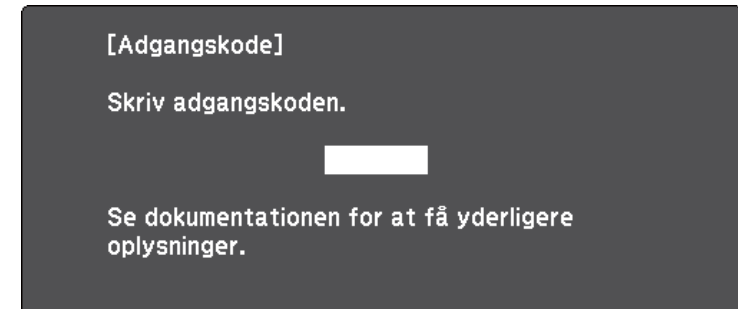 [Adgangskode]
Skriv adgangskoden.
Se dokumentationen for at få yderligere
oplysninger.